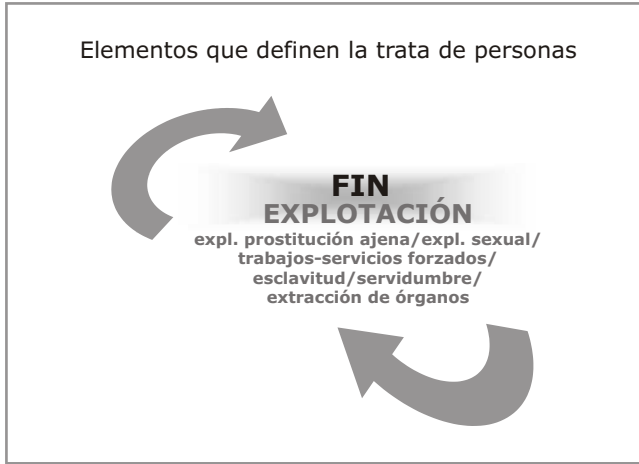 Elementos que definen la trata de personas
FIN
EXPLOTACIÓN
expl. prostitución ajena/expl. sexual/
trabajos-servicios forzados/
esclavitud/servidumbre/
extracción de órganos